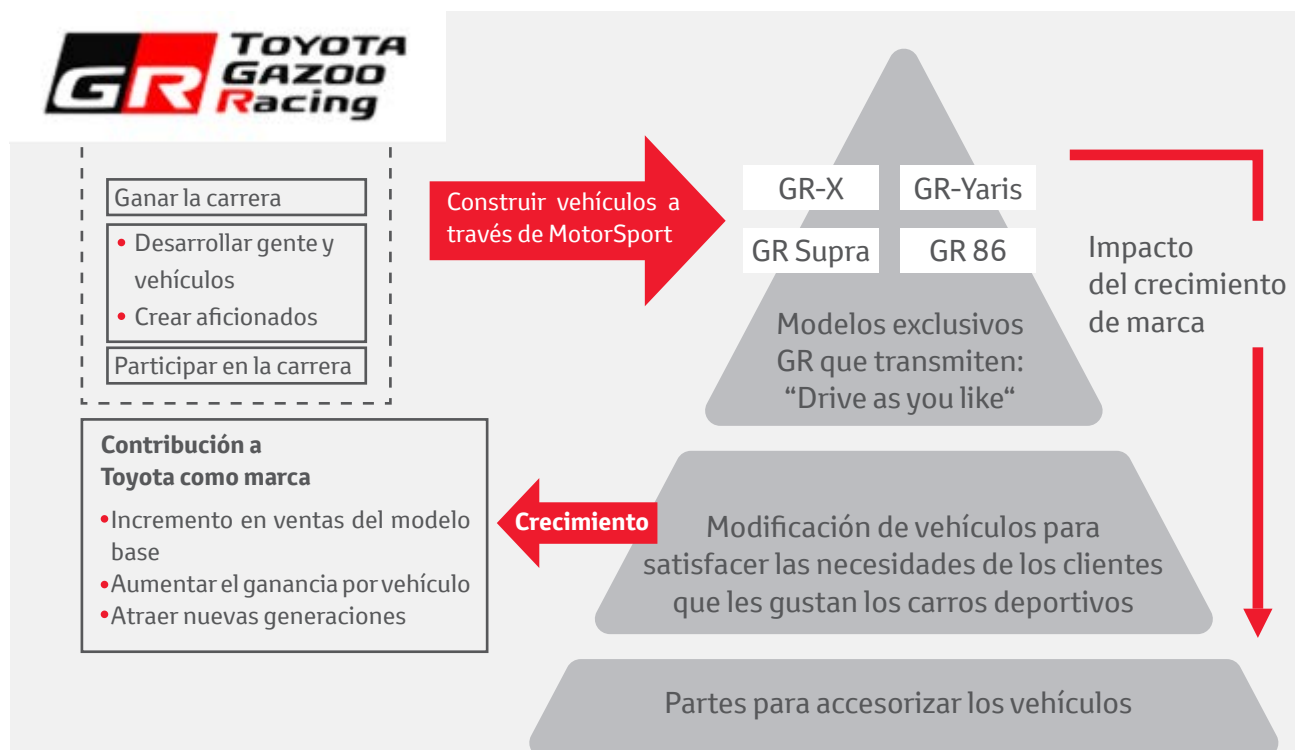 GR TOYOTA
GAZOO
Racing
Ganar la carrera
• Desarrollar gente y
vehículos
• Crear aficionados
Participar en la carrera
Construir vehículos a
través de MotorSport
GR-X
GR-Yaris
GR Supra
GR 86
Modelos exclusivos
GR que transmiten:
“Drive as you like“
Impacto
del crecimiento
de marca
Contribución a
Toyota como marca
•Incremento en ventas del modelo
base
•Aumentar el ganancia por vehículo
•Atraer nuevas generaciones
Crecimiento
Modificación de vehículos para
satisfacer las necesidades de los clientes
que les gustan los carros deportivos
Partes para accesorizar los vehículos